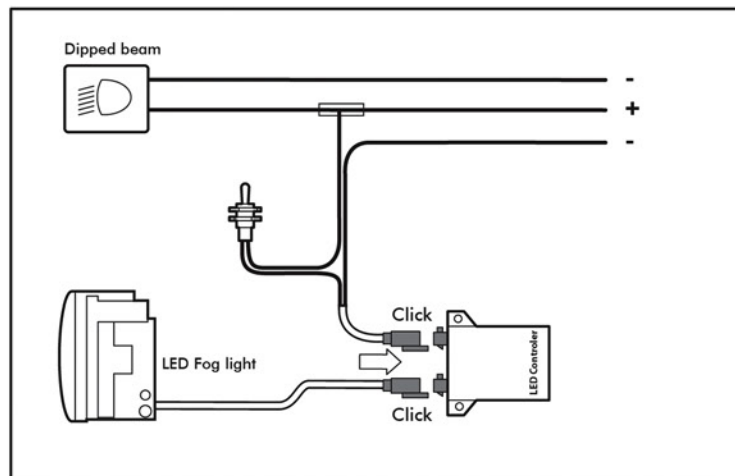 Dipped beam
-
+
-
Click
LED Fog light
LED Controler
Click